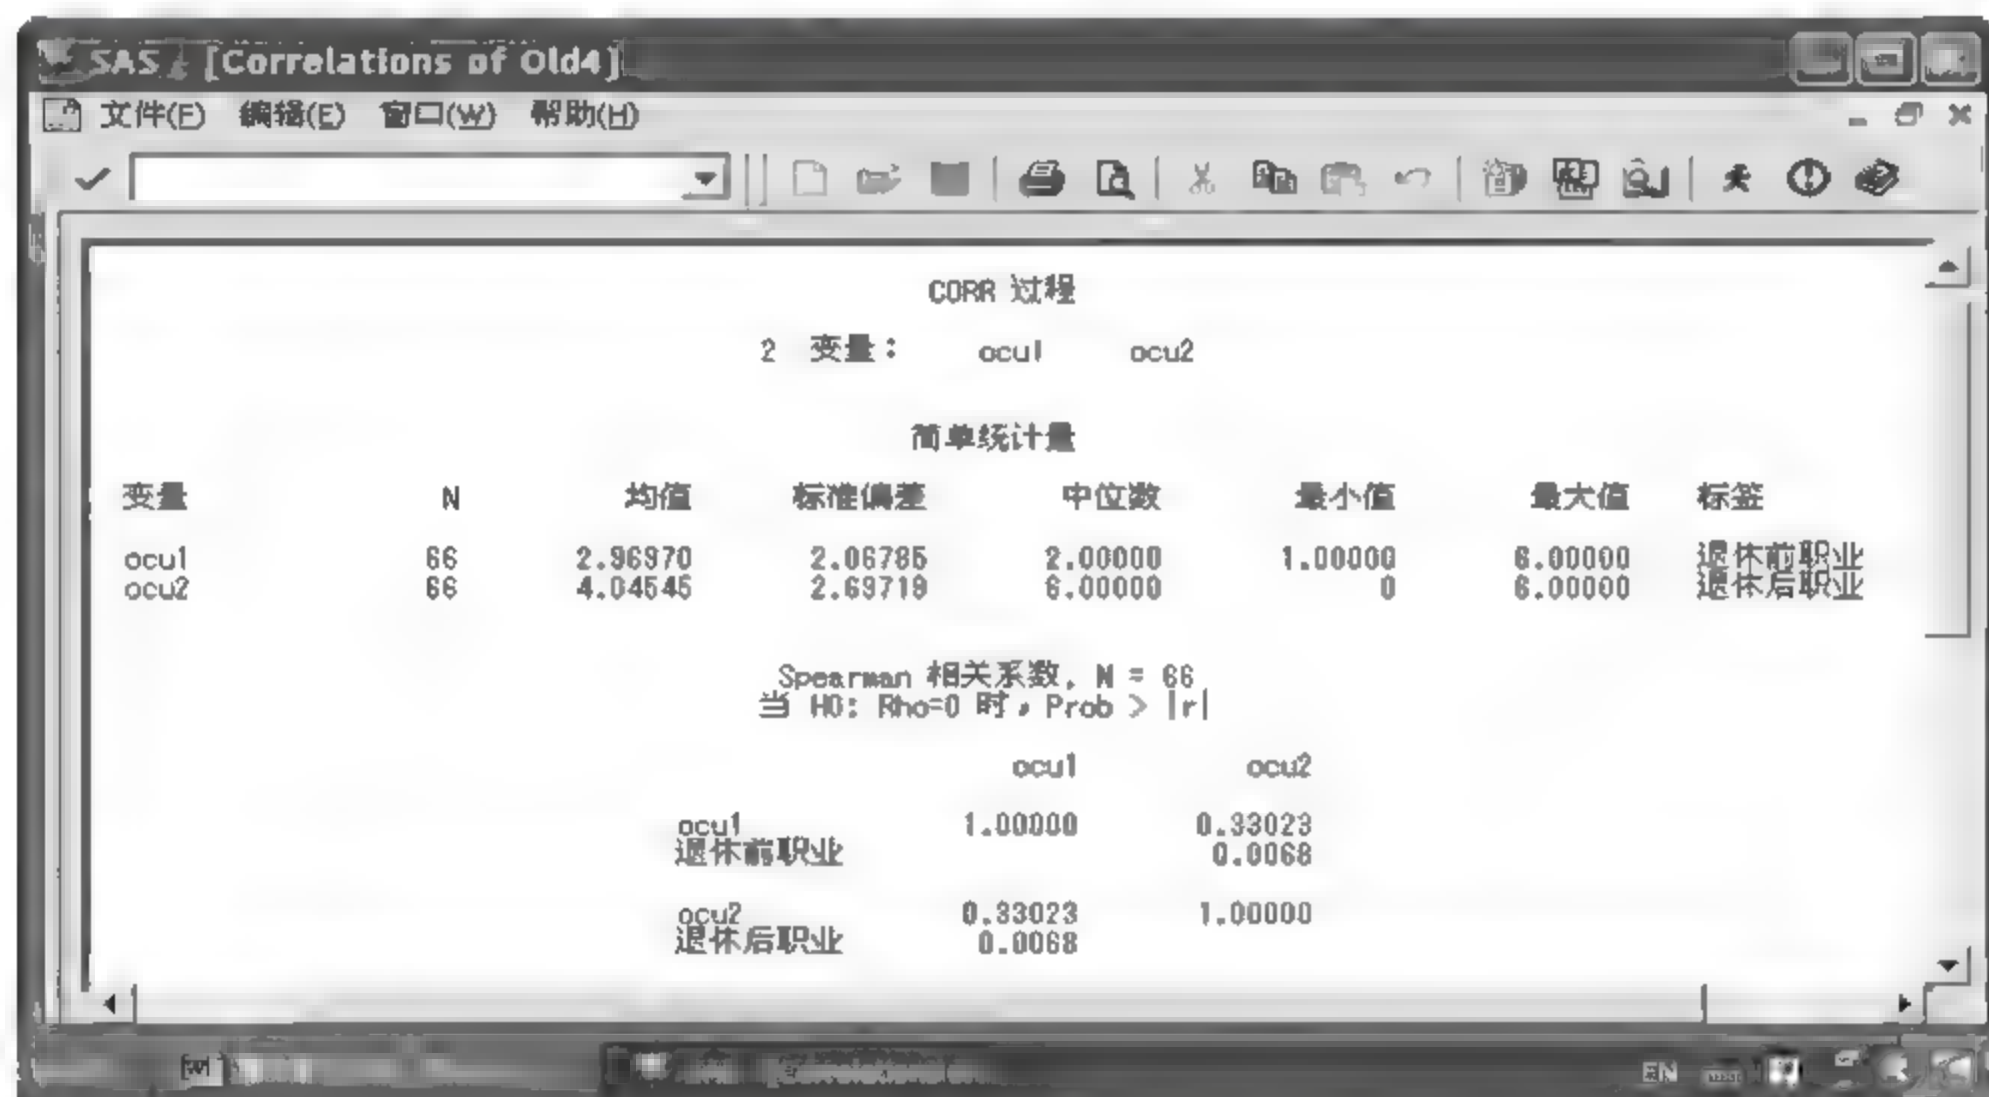 SAS - [Correlations of Old4]
文件(F) 编辑(E) 窗口(W) 帮助(H)
CORR 过程
2 变量： ocu1 ocu2
简单统计量
变量 N 均值 标准偏差 中位数 最小值 最大值 标签
ocu1 66 2.96970 2.06785 2.00000 1.00000 6.00000 退休前职业
ocu2 66 4.04545 2.69719 6.00000 0 6.00000 退休后职业
Spearman 相关系数, N = 66
当 H0: Rho=0 时，Prob > |r|
ocu1 ocu2
ocu1 1.00000 0.33023
退休前职业 0.0068
ocu2 0.33023 1.00000
退休后职业 0.0068
EN